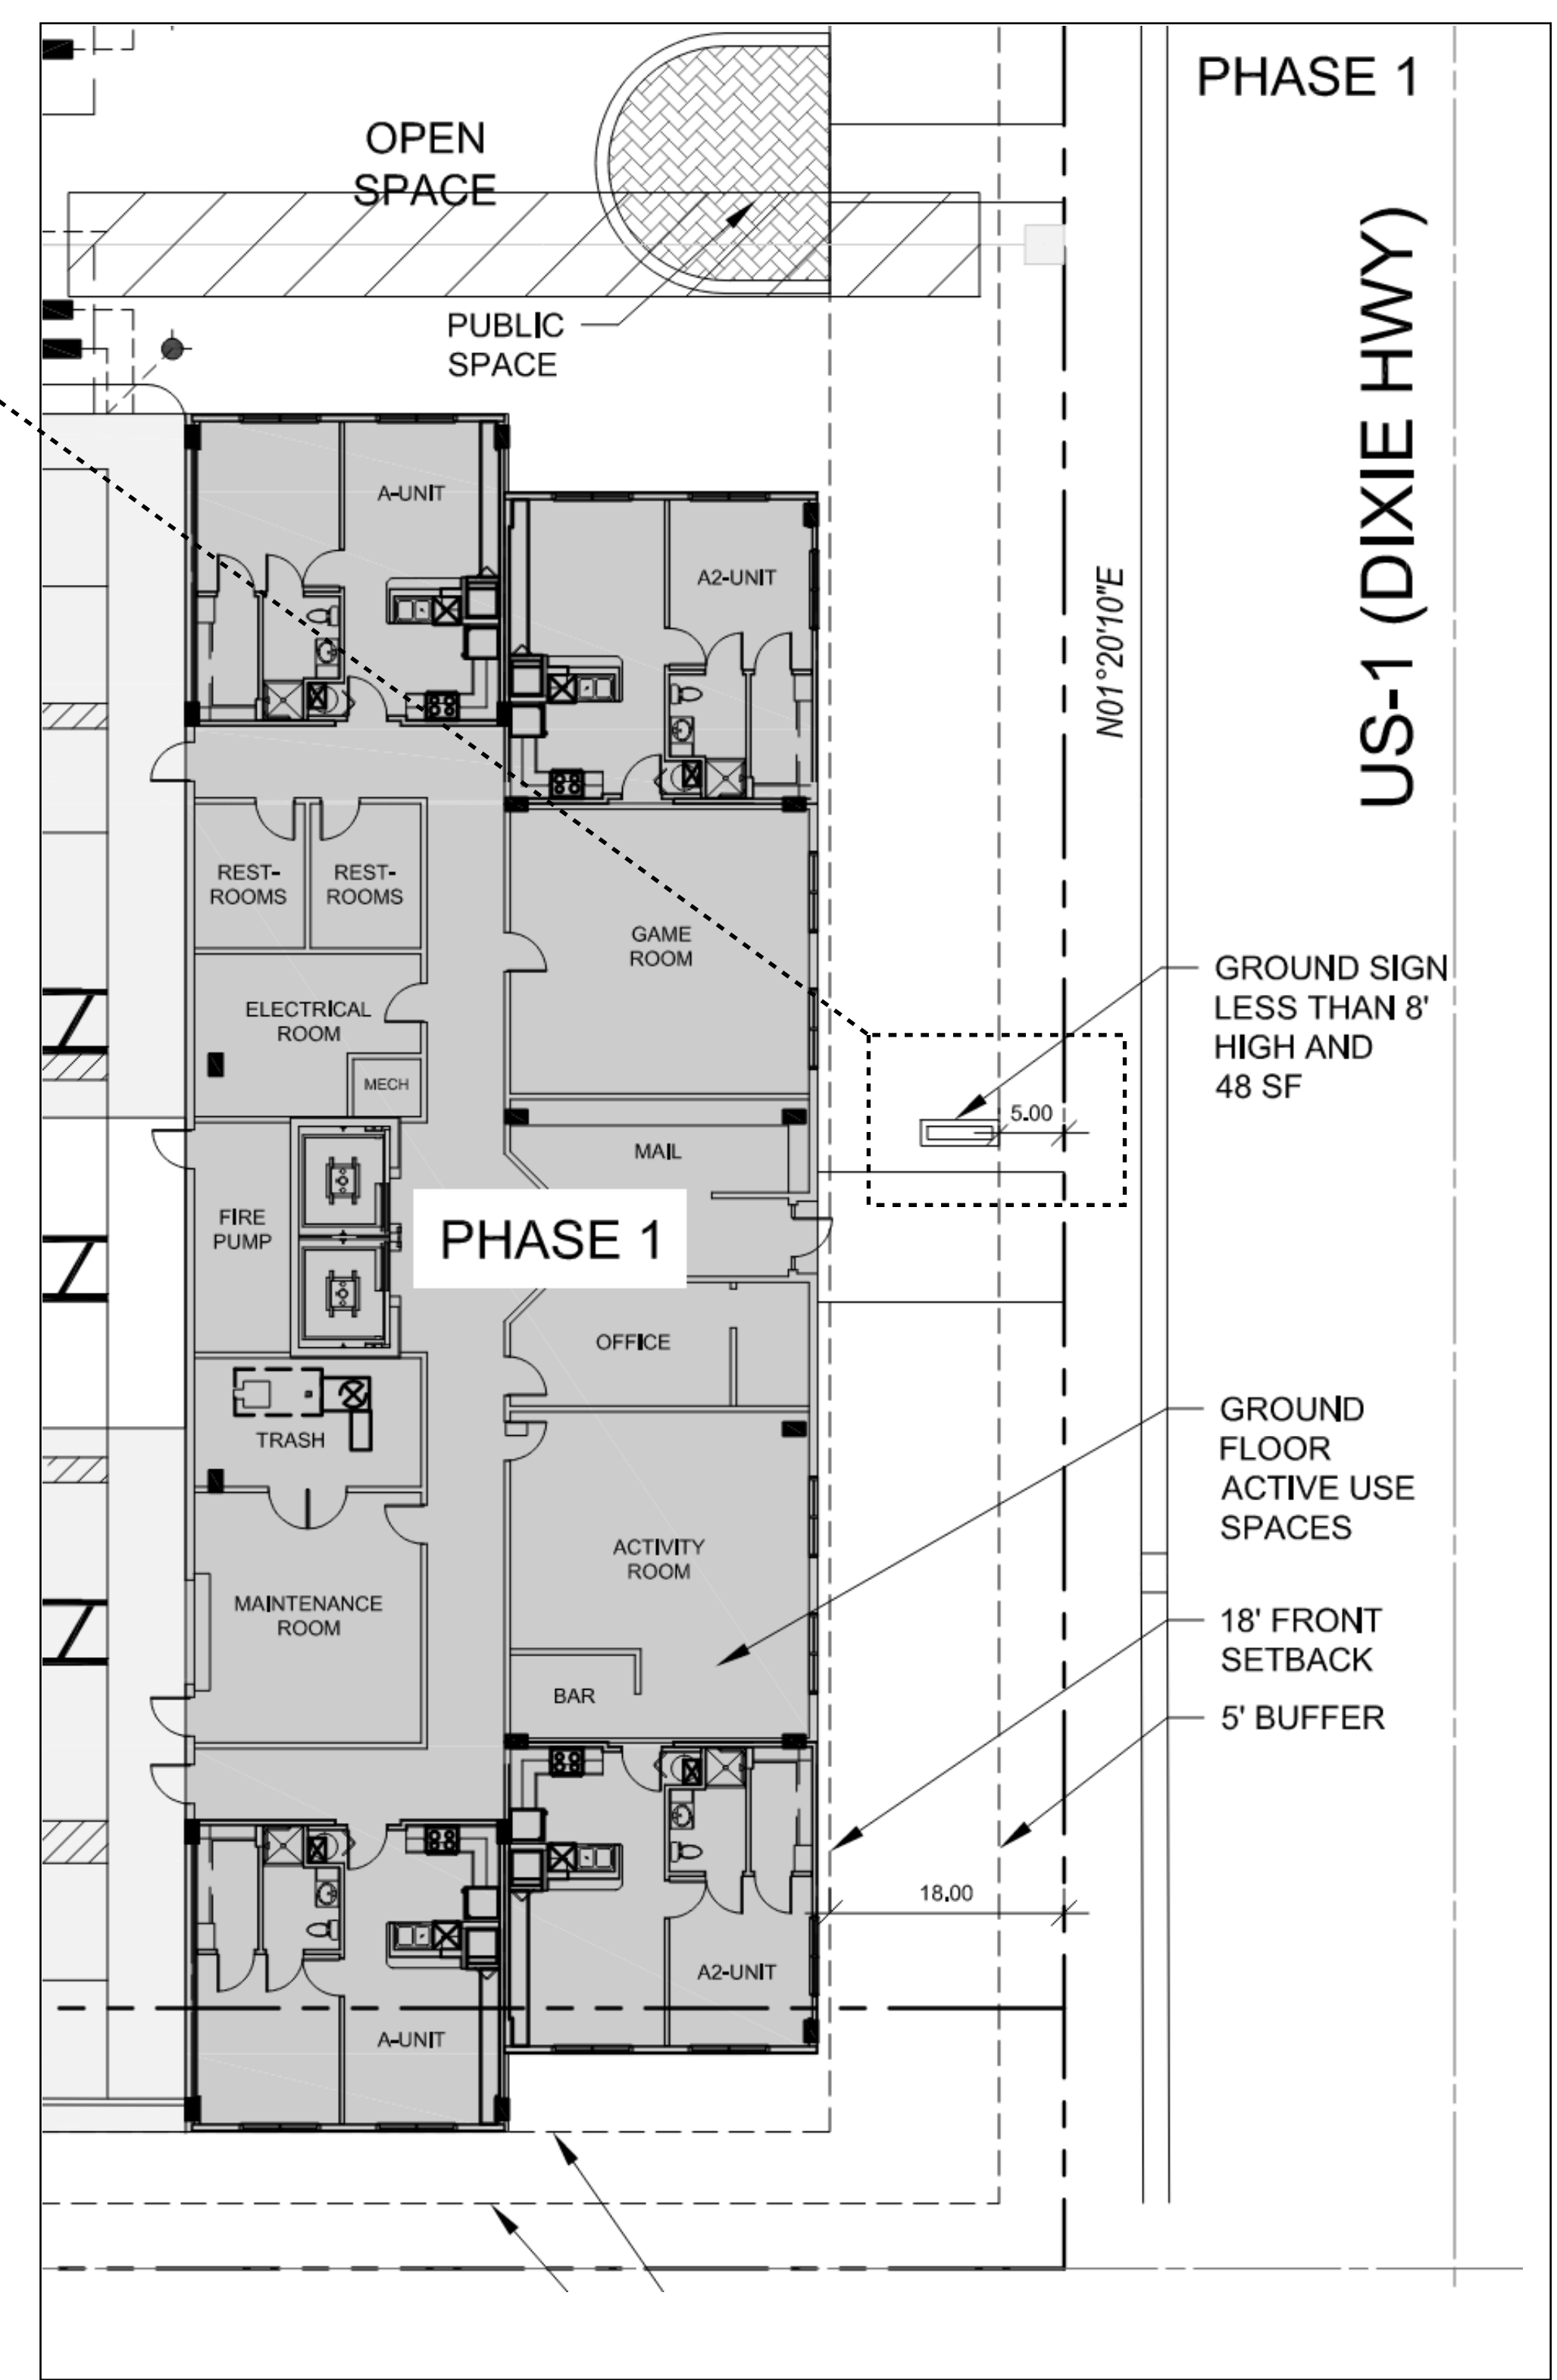 PHASE 1
OPEN
SPACE
PUBLIC
SPACE
US-1 (DIXIE HWY)
N01°20'10"E
A-UNIT
A2-UNIT
REST-
ROOMS
REST-
ROOMS
GAME
ROOM
ELECTRICAL
ROOM
MECH
GROUND SIGN
LESS THAN 8'
HIGH AND
48 SF
5.00
MAIL
FIRE
PUMP
PHASE 1
OFFICE
TRASH
GROUND
FLOOR
ACTIVE USE
SPACES
ACTIVITY
ROOM
MAINTENANCE
ROOM
18' FRONT
SETBACK
BAR
5' BUFFER
18.00
A2-UNIT
A-UNIT